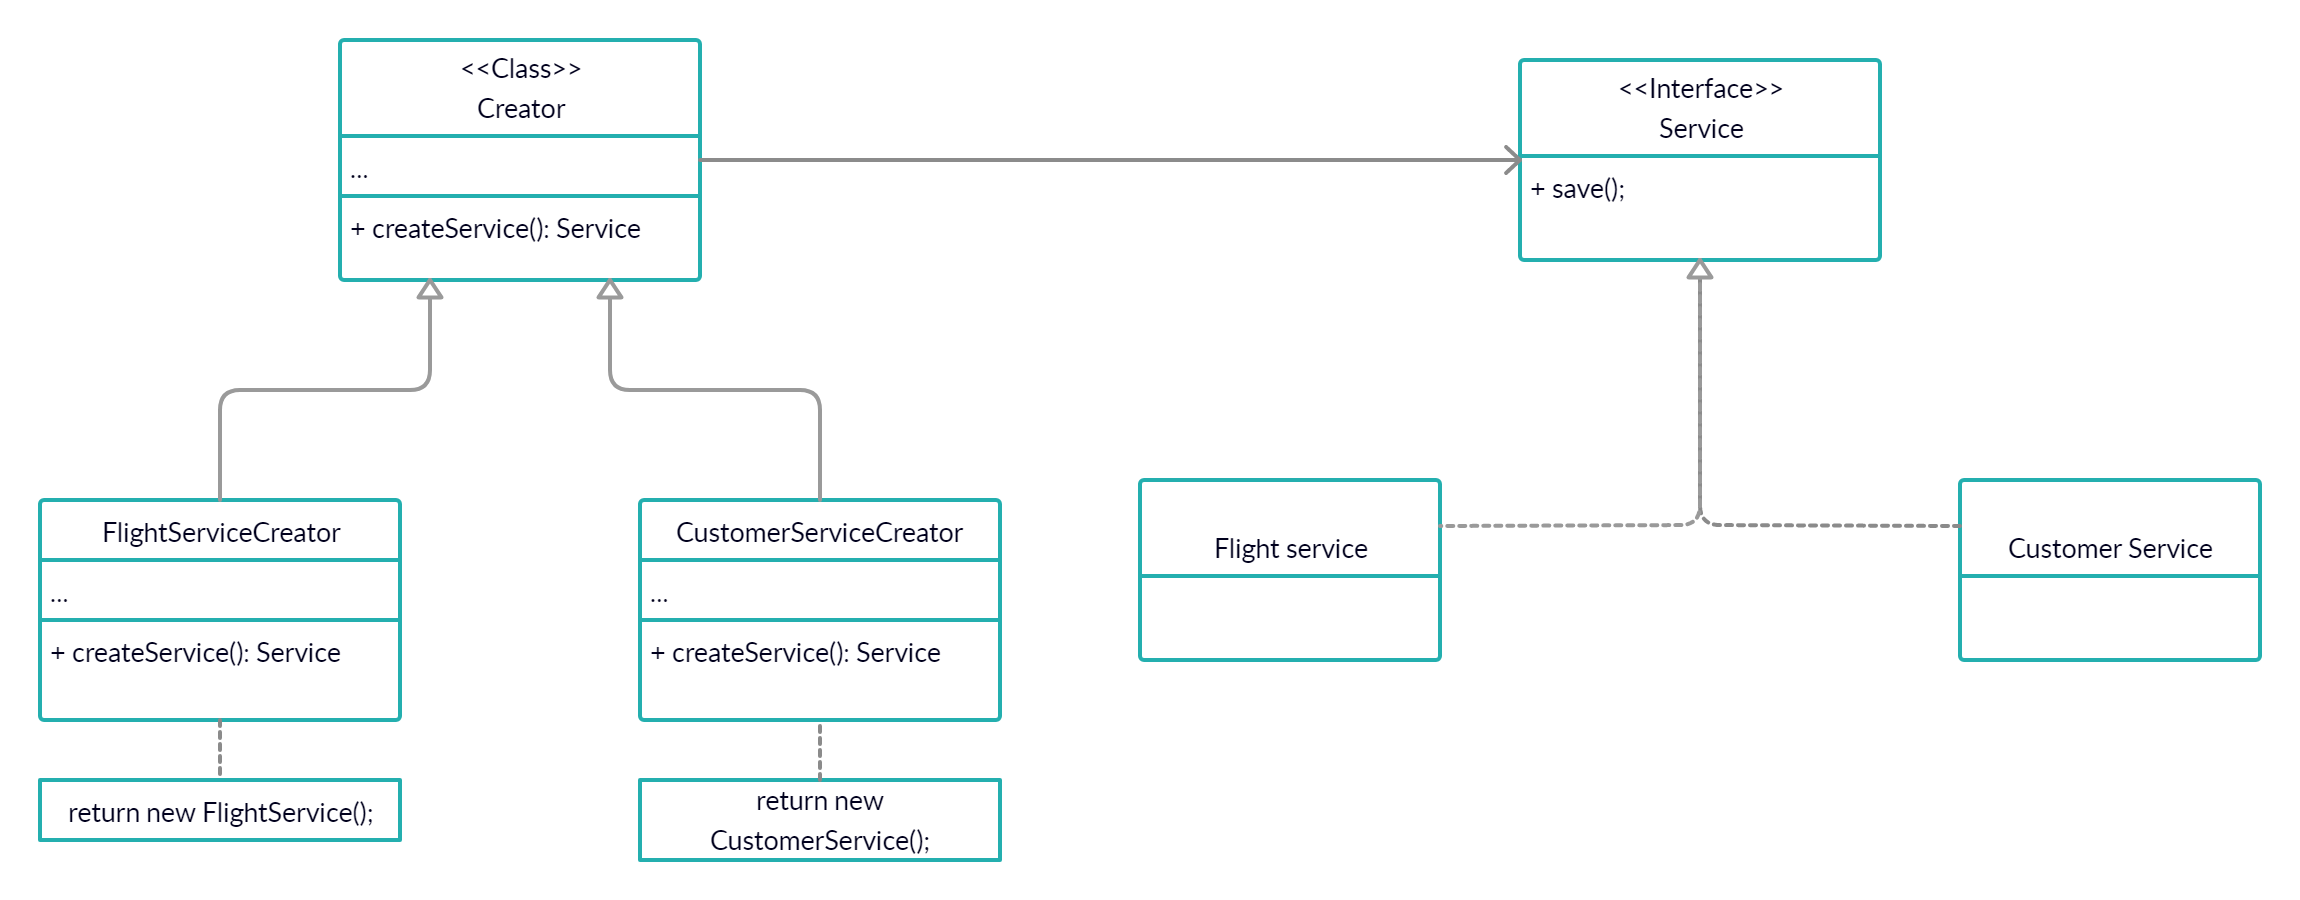 <<Class>>
Creator
...
+ createService(): Service
<<Interface>>
Service
+ save();
FlightServiceCreator
...
+ createService(): Service
return new FlightService();
CustomerServiceCreator
...
+ createService(): Service
return new
CustomerService();
Flight service
Customer Service